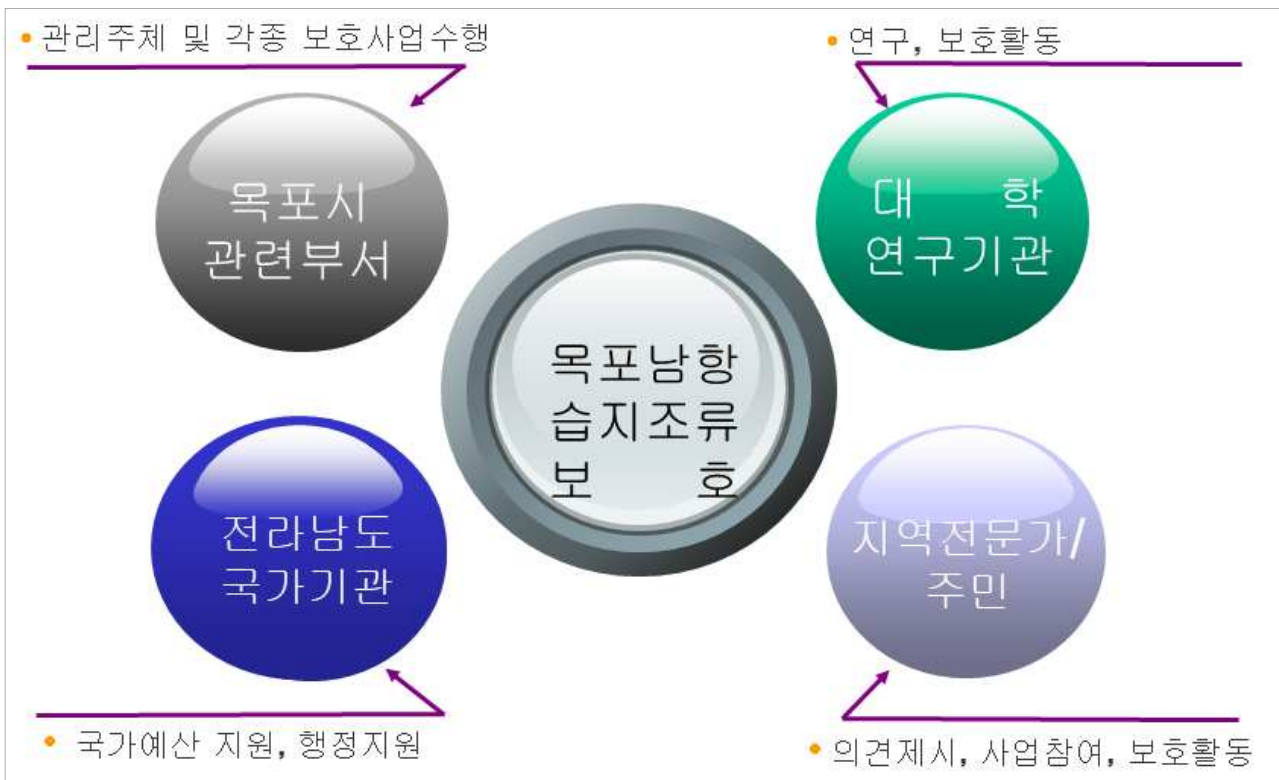 • 관리주체 및 각종 보호사업수행
• 연구, 보호활동
목포시
관련부서
대 학
연구기관
목포남항
습지조류
보 호
전라남도
국가기관
지역전문가/
주민
• 국가예산 지원, 행정지원
• 의견제시, 사업참여, 보호활동